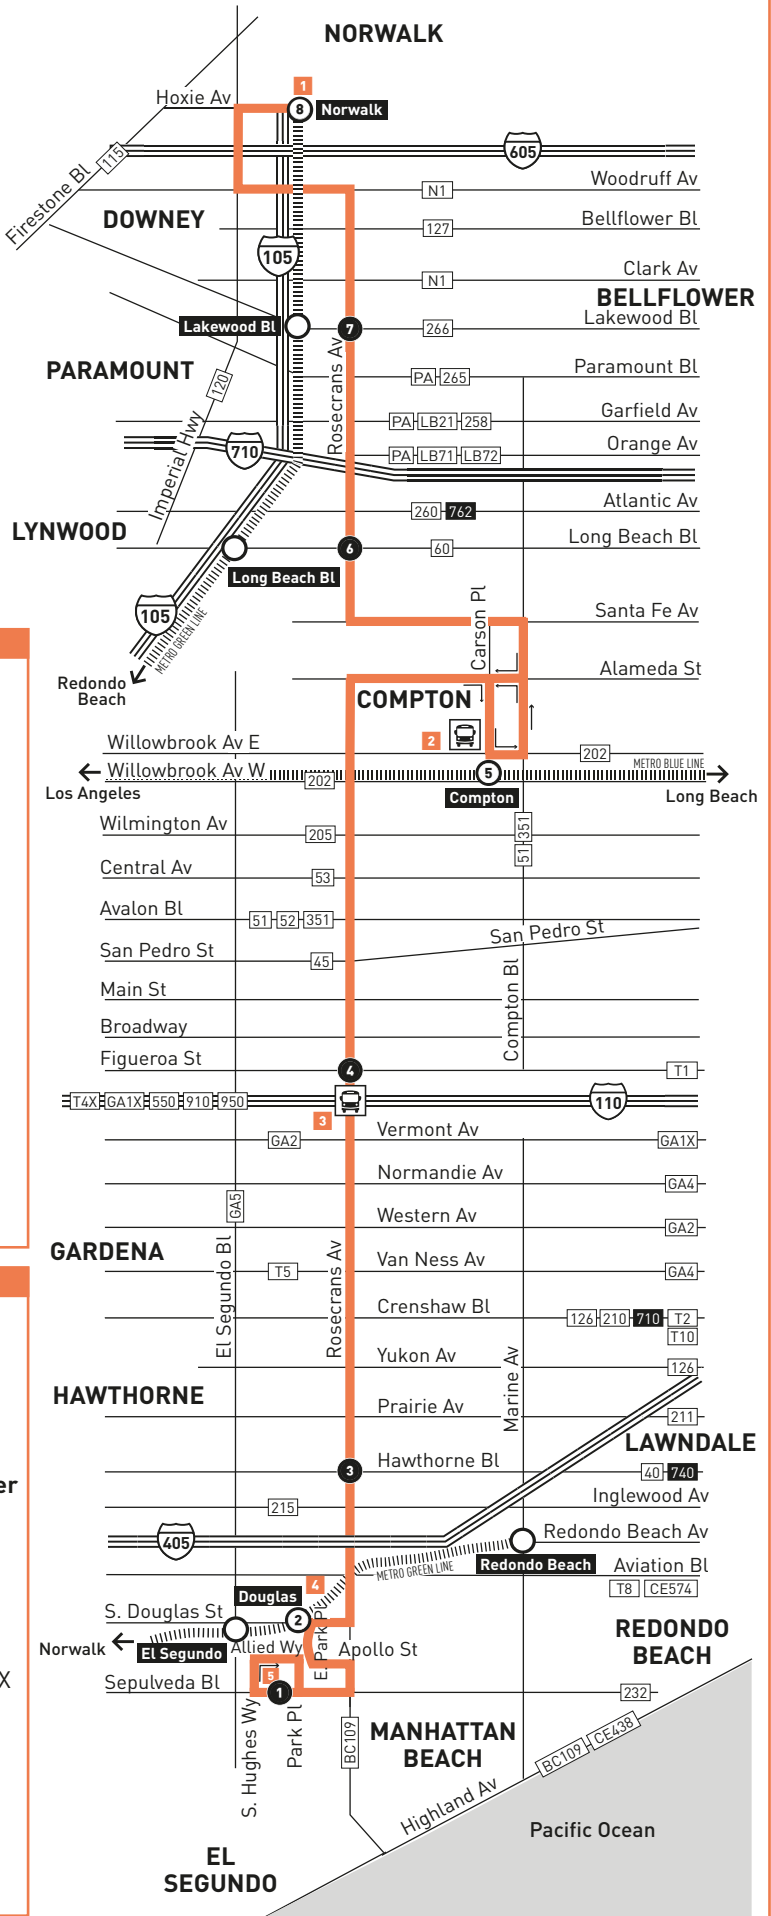 NORWALK
1
Hoxie Av
8
Norwalk
605
115
Firestone Bl
Woodruff Av
N1
DOWNEY
Bellflower Bl
127
105
Clark Av
N1
BELLFLOWER
Lakewood Bl
7
266
Lakewood Bl
Rosecrans Av
PARAMOUNT
Paramount Bl
PA 265
120
Garfield Av
PA LB21 258
Imperial Hwy
Orange Av
710
PA LB71 LB72
Atlantic Av
260 762
LYNWOOD
Long Beach Bl
6
60
Long Beach Bl
105
METRO GREEN LINE
Carson Pl
Santa Fe Av
Redondo
Beach
Alameda St
COMPTON
2
Willowbrook Av E
202
Willowbrook Av W
METRO BLUE LINE
202
5
Los Angeles
Compton
Long Beach
Wilmington Av
205
51 351
Central Av
53
Avalon Bl
51 52 351
San Pedro St
San Pedro St
45
Compton Bl
Main St
Broadway
Figueroa St
4
T1
T4X GA1X 550 910 950
110
3
Vermont Av
GA2
GA1X
Normandie Av
GA4
GA5
Western Av
GA2
GARDENA
El Segundo Bl
Rosecrans Av
Van Ness Av
T5
GA4
Crenshaw Bl
126 210 710 T2
T10
Yukon Av
126
Marine Av
HAWTHORNE
Prairie Av
211
LAWNDALE
Hawthorne Bl
3
40 740
er
Inglewood Av
215
405
Redondo Beach Av
METRO GREEN LINE
Redondo Beach
Aviation Bl
4
T8 CE574
Douglas
S. Douglas St
2
REDONDO
BEACH
Norwalk
El Segundo
Allied Wy
E. Park Pl
Apollo St
5
X
Sepulveda Bl
1
232
S. Hughes Wy
Park Pl
BC109
MANHATTAN
BEACH
BC109 CE438
Highland Av
Pacific Ocean
EL
SEGUNDO